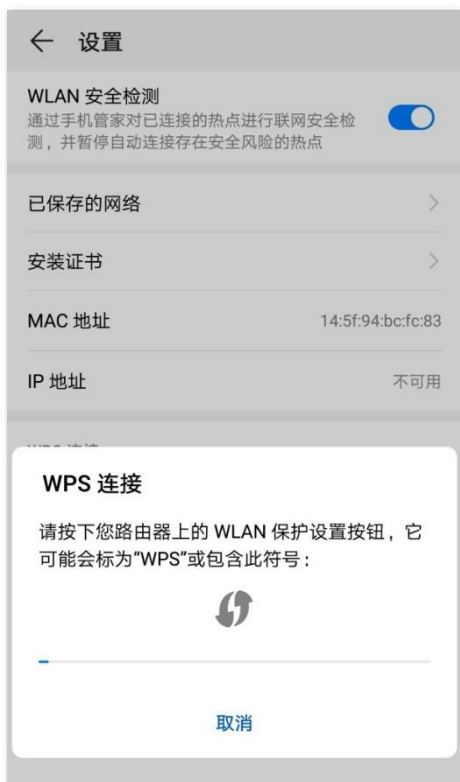 设置
WLAN 安全检测
通过手机管家对已连接的热点进行联网安全检
测，并暂停自动连接存在安全风险的热点
已保存的网络
安装证书
MAC 地址 14:5f:94:bc:fc:83
IP 地址 不可用
WPS 连接
WPS 连接
请按下您路由器上的 WLAN 保护设置按钮，它
可能会标为“WPS”或包含此符号：
取消